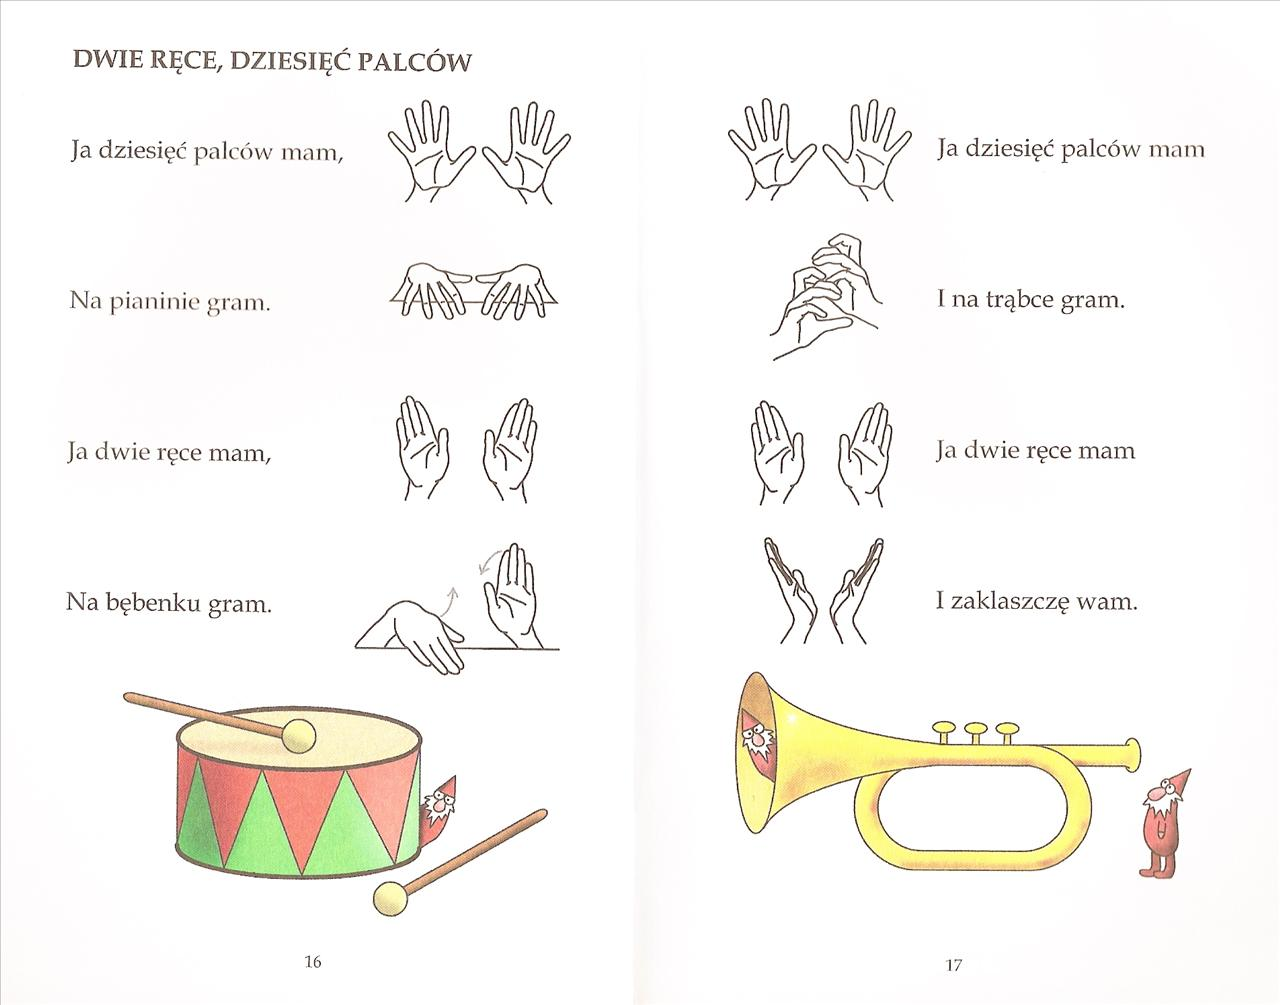 DWIE RĘCE, DZIESIĘĆ PALCÓW
Ja dziesięć palców mam,
Na pianinie gram.
Ja dwie ręce mam,
Na bębenku gram.
16
Ja dziesięć palców mam
I na trąbce gram.
Ja dwie ręce mam
I zaklaszczę wam.
17